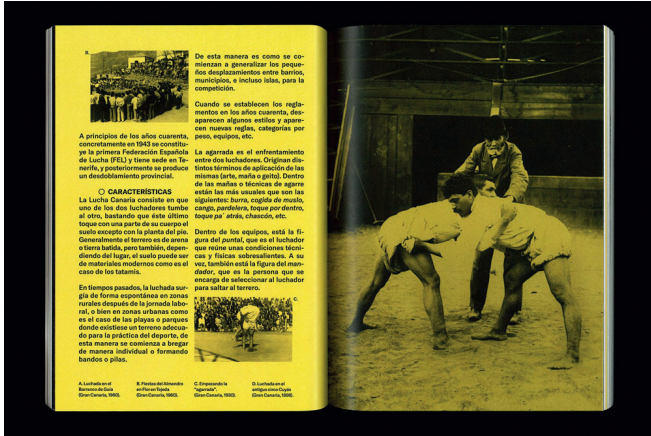 B.
A principios de los años cuarenta,
concretamente en 1943 se constitu-
ye la primera Federación Española
de Lucha (FEL) y tiene sede en Te-
nerife, y posteriormente se produce
un desdoblamiento provincial.
CARACTERÍSTICAS
La Lucha Canaria consiste en que
uno de los dos luchadores tumbe
al otro, bastando que éste último
toque con una parte de su cuerpo el
suelo excepto con la planta del pie.
Generalmente el terrero es de arena
o tierra batida, pero también, depen-
diendo del lugar, el suelo puede ser
de materiales modernos como es el
caso de los tatamis.
En tiempos pasados, la luchada sur-
gía de forma espontánea en zonas
rurales después de la jornada labo-
ral, o bien en zonas urbanas como
es el caso de las playas o parques
donde existiese un terreno adecua-
do para la práctica del deporte, de
esta manera se comienza a bregar
de manera individual o formando
bandos o pilas.
De esta manera es como se co-
mienzan a generalizar los peque-
ños desplazamientos entre barrios,
municipios, e incluso islas, para la
competición.
Cuando se establecen los regla-
mentos en los años cuarenta, des-
aparecen algunos estilos y apare-
cen nuevas reglas, categorías por
peso, equipos, etc.
La agarrada es el enfrentamiento
entre dos luchadores. Originan dis-
tintos términos de aplicación de las
mismas (arte, maña o geito). Dentro
de las mañas o técnicas de agarre
están las más usuales que son las
siguientes: burra, cogida de muslo,
cango, pardelera, toque por dentro,
toque pa´ atrás, chascón, etc.
Dentro de los equipos, está la fi-
gura del puntal, que es el luchador
que reúne unas condiciones técni-
cas y físicas sobresalientes. A su
vez, también está la figura del man-
dador, que es la persona que se
encarga de seleccionar al luchador
para saltar al terrero.
C.
A. Luchada en el
Barranco de Guía
(Gran Canaria, 1960).
B. Fiestas del Almendro
en Flor en Tejeda
(Gran Canaria, 1960).
C. Empezando la
"agarrada".
(Gran Canaria, 1950).
D. Luchada en el
antiguo circo Cuyás
(Gran Canaria,